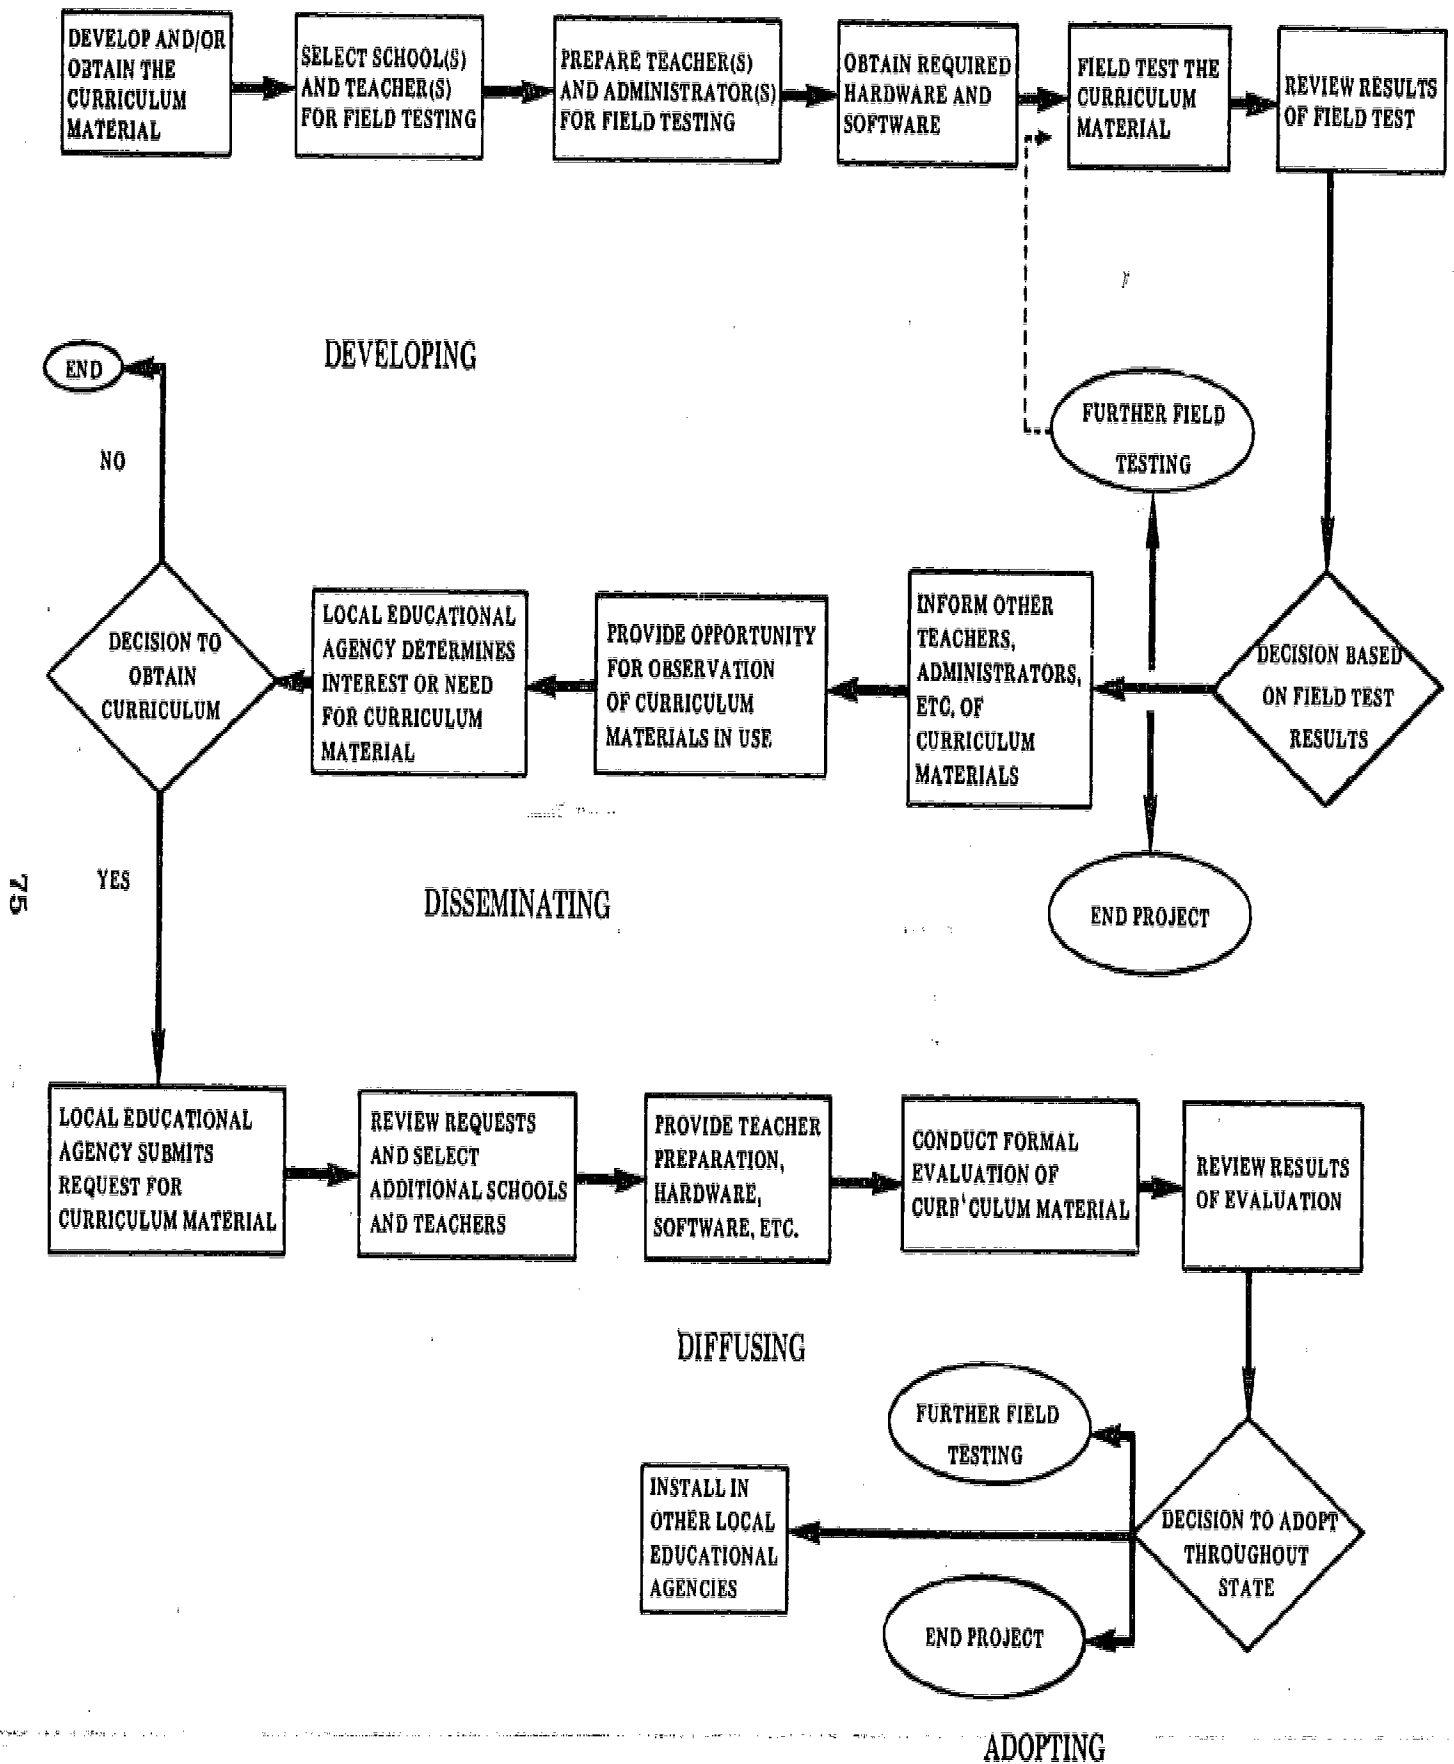 DEVELOP AND/OR
OBTAIN THE
CURRICULUM
MATERIAL
SELECT SCHOOL(S)
AND TEACHER(S)
FOR FIELD TESTING
PREPARE TEACHER(S)
AND ADMINISTRATOR(S)
FOR FIELD TESTING
OBTAIN REQUIRED
HARDWARE AND
SOFTWARE
FIELD TEST THE
CURRICULUM
MATERIAL
REVIEW RESULTS
OF FIELD TEST
DEVELOPING
END
NO
FURTHER FIELD
TESTING
DECISION BASED
ON FIELD TEST
RESULTS
INFORM OTHER
TEACHERS,
ADMINISTRATORS,
ETC. OF
CURRICULUM
MATERIALS
PROVIDE OPPORTUNITY
FOR OBSERVATION
OF CURRICULUM
MATERIALS IN USE
LOCAL EDUCATIONAL
AGENCY DETERMINES
INTEREST OR NEED
FOR CURRICULUM
MATERIAL
DECISION TO
OBTAIN
CURRICULUM
YES
75
DISSEMINATING
END PROJECT
LOCAL EDUCATIONAL
AGENCY SUBMITS
REQUEST FOR
CURRICULUM MATERIAL
REVIEW REQUESTS
AND SELECT
ADDITIONAL SCHOOLS
AND TEACHERS
PROVIDE TEACHER
PREPARATION,
HARDWARE,
SOFTWARE, ETC.
CONDUCT FORMAL
EVALUATION OF
CURR'CULUM MATERIAL
REVIEW RESULTS
OF EVALUATION
DIFFUSING
FURTHER FIELD
TESTING
INSTALL IN
OTHER LOCAL
EDUCATIONAL
AGENCIES
DECISION TO ADOPT
THROUGHOUT
STATE
END PROJECT
ADOPTING